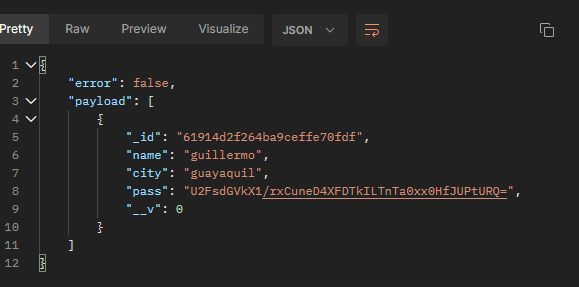 Pretty Raw Preview Visualize JSON
1 {
2 "error": false,
3 "payload": [
4 {
5 "_id": "61914d2f264ba9ceffe70fdf",
6 "name": "guillermo",
7 "city": "guayaquil",
8 "pass": "U2FsdGVkX1/rxCuneD4XFDTkILTnTa0xx0HfJUPtURQ=",
9 "__v": 0
10 }
11 ]
12 }